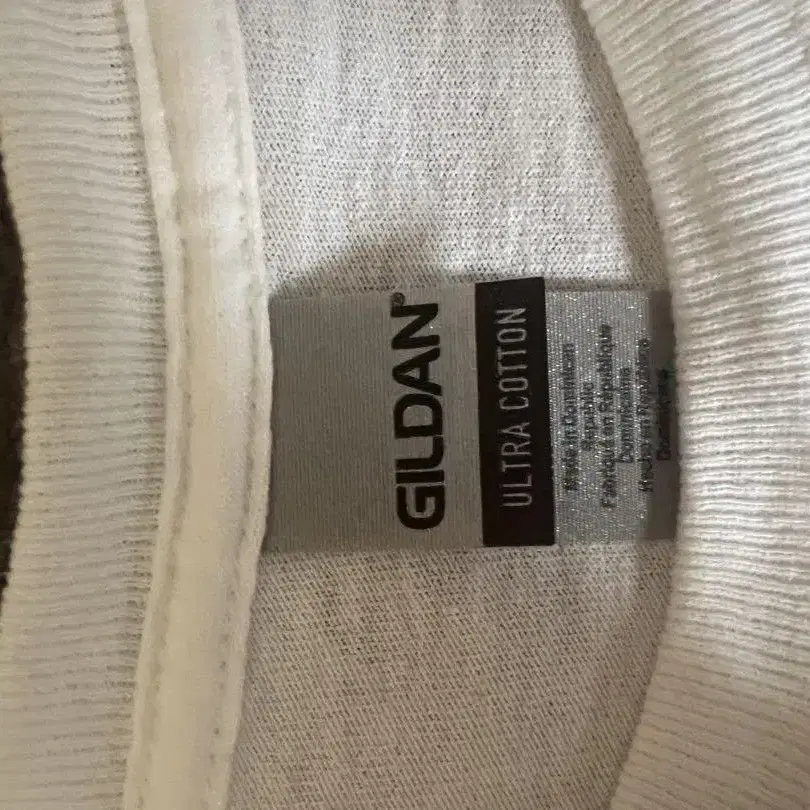 GILDAN®
ULTRA COTTON
Made in Dominican
Republic
Fabriqué en République
Dominicaine
Hecho en República
Dominicana